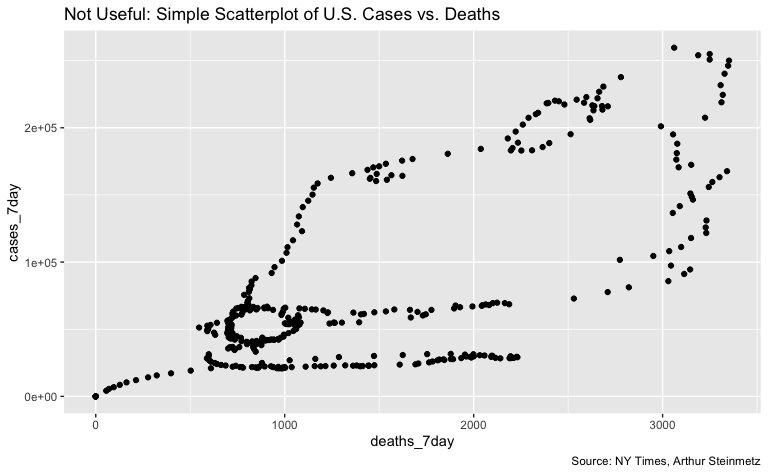 Not Useful: Simple Scatterplot of U.S. Cases vs. Deaths
cases_7day
2e+05
1e+05
0e+00
0 1000 2000 3000
deaths_7day
Source: NY Times, Arthur Steinmetz